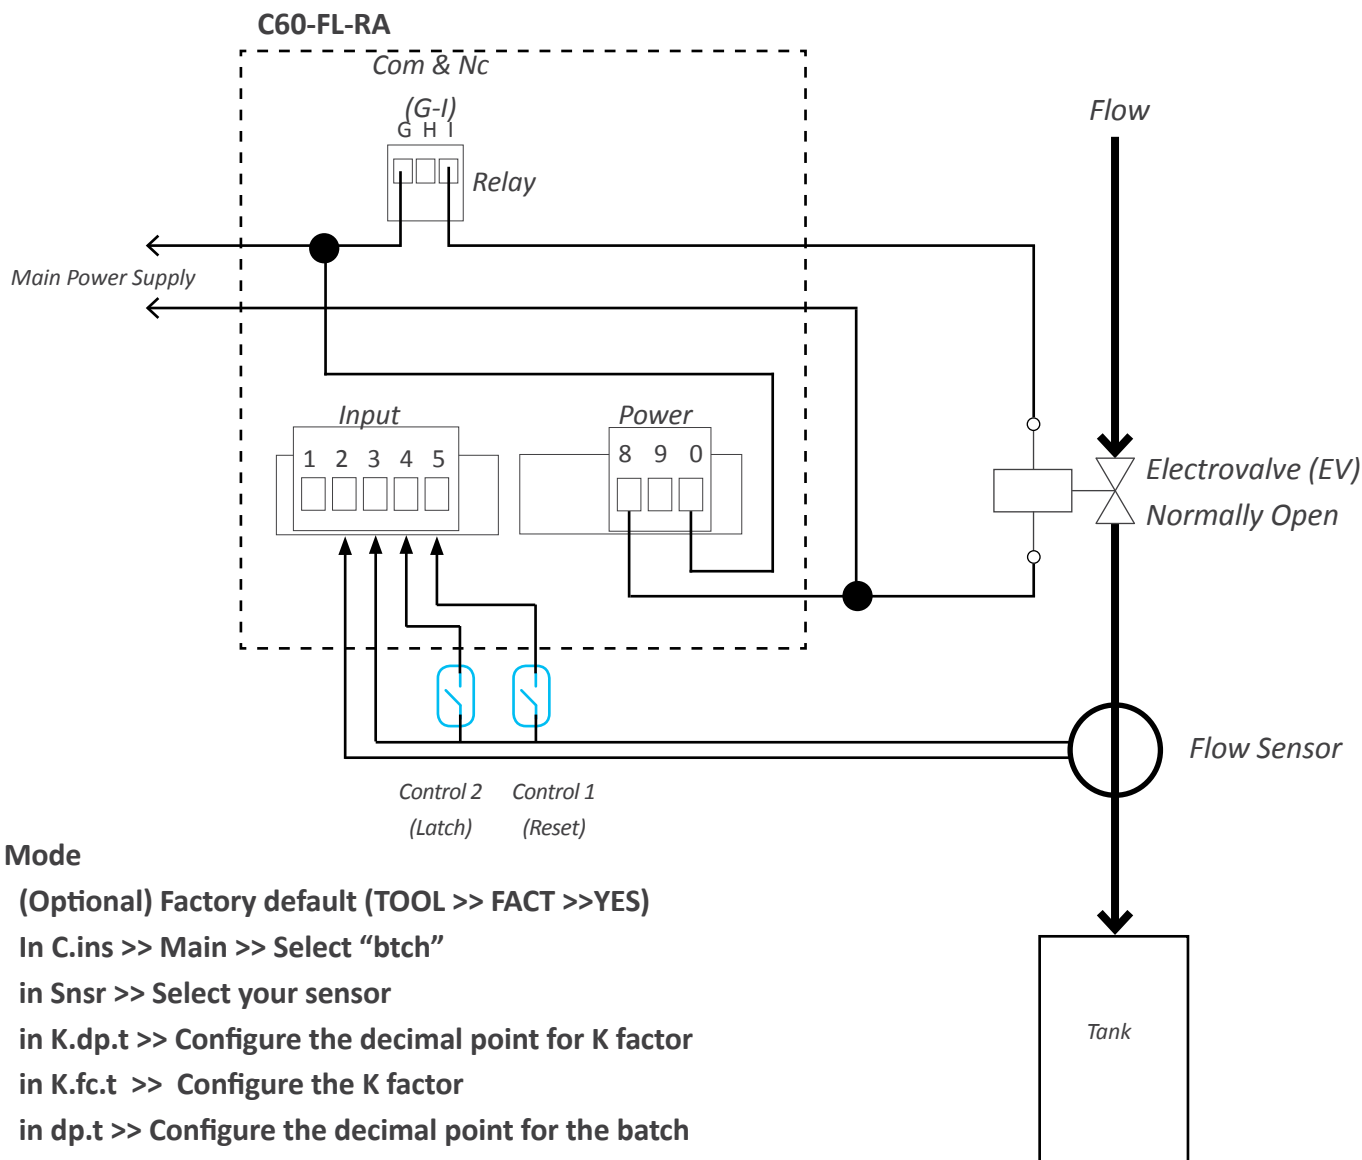 C60-FL-RA
Com & Nc
(G-I)
G H I
Relay
Flow
Main Power Supply
Input
1 2 3 4 5
Power
8 9 0
Electrovalve (EV)
Normally Open
Flow Sensor
Control 2
(Latch)
Control 1
(Reset)
Mode
(Optional) Factory default (TOOL >> FACT >>YES)
In C.ins >> Main >> Select “btch”
in Snsr >> Select your sensor
in K.dp.t >> Configure the decimal point for K factor
in K.fc.t >> Configure the K factor
in dp.t >> Configure the decimal point for the batch
Tank